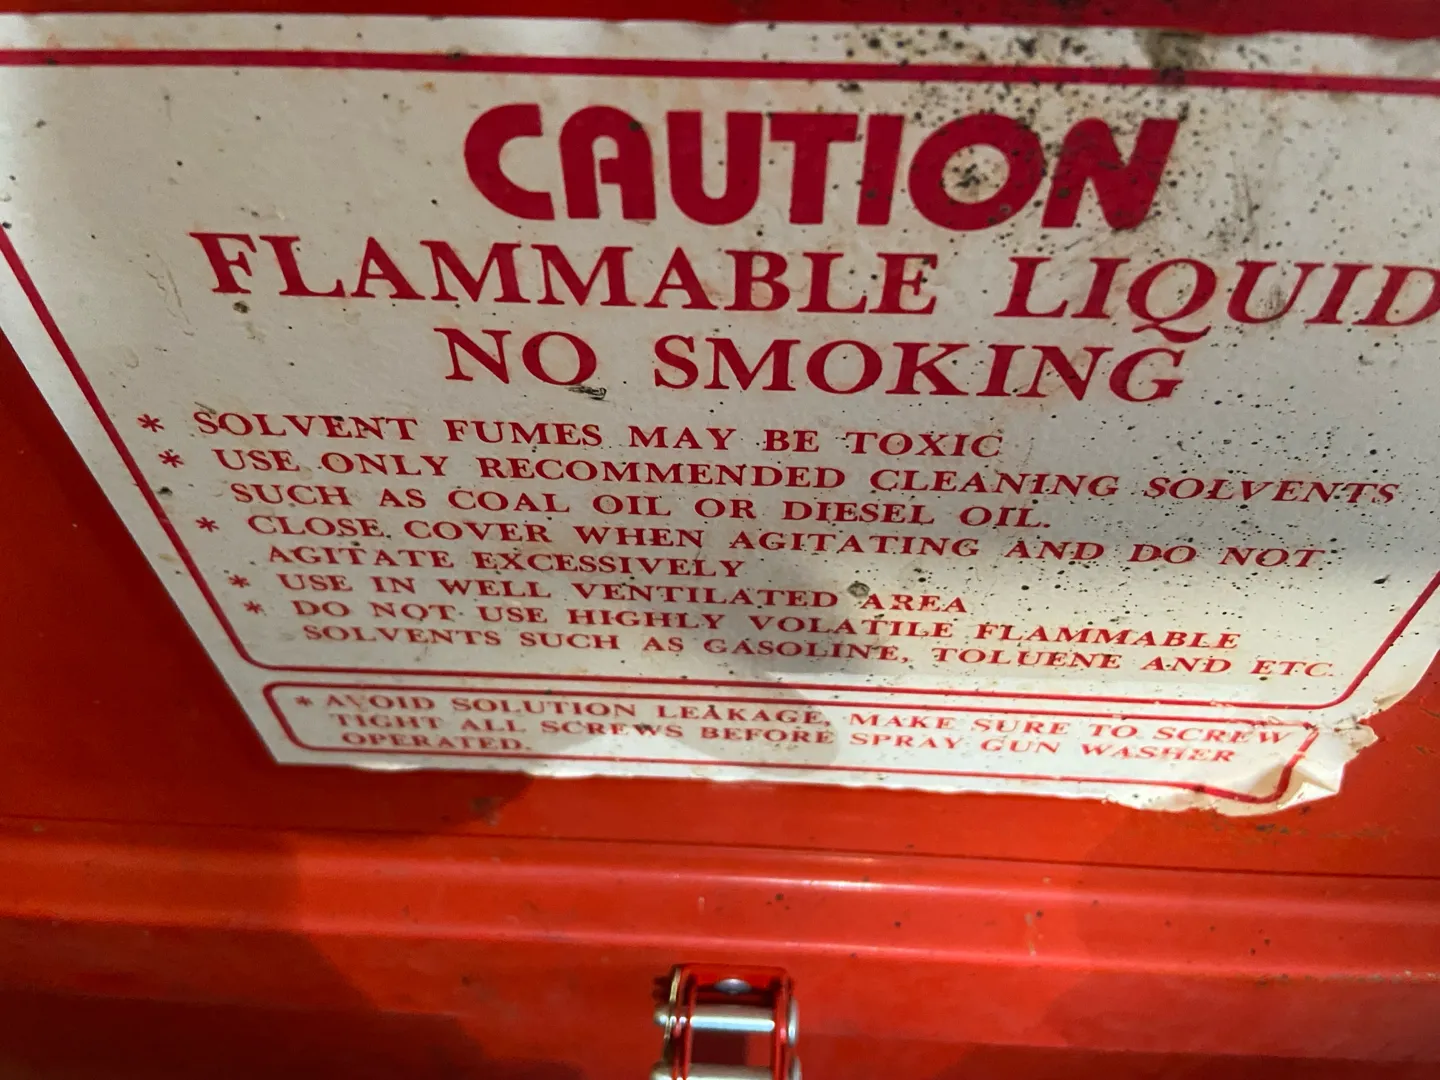 CAUTION
FLAMMABLE LIQUID
NO SMOKING
* SOLVENT FUMES MAY BE TOXIC
* USE ONLY RECOMMENDED CLEANING SOLVENTS
SUCH AS COAL OIL OR DIESEL OIL.
* CLOSE COVER WHEN AGITATING AND DO NOT
AGITATE EXCESSIVELY
* USE IN WELL VENTILATED AREA
* DO NOT USE HIGHLY VOLATILE FLAMMABLE
SOLVENTS SUCH AS GASOLINE, TOLUENE AND ETC.
* AVOID SOLUTION LEAKAGE, MAKE SURE TO SCREW
TIGHT ALL SCREWS BEFORE SPRAY GUN WASHER
OPERATED.